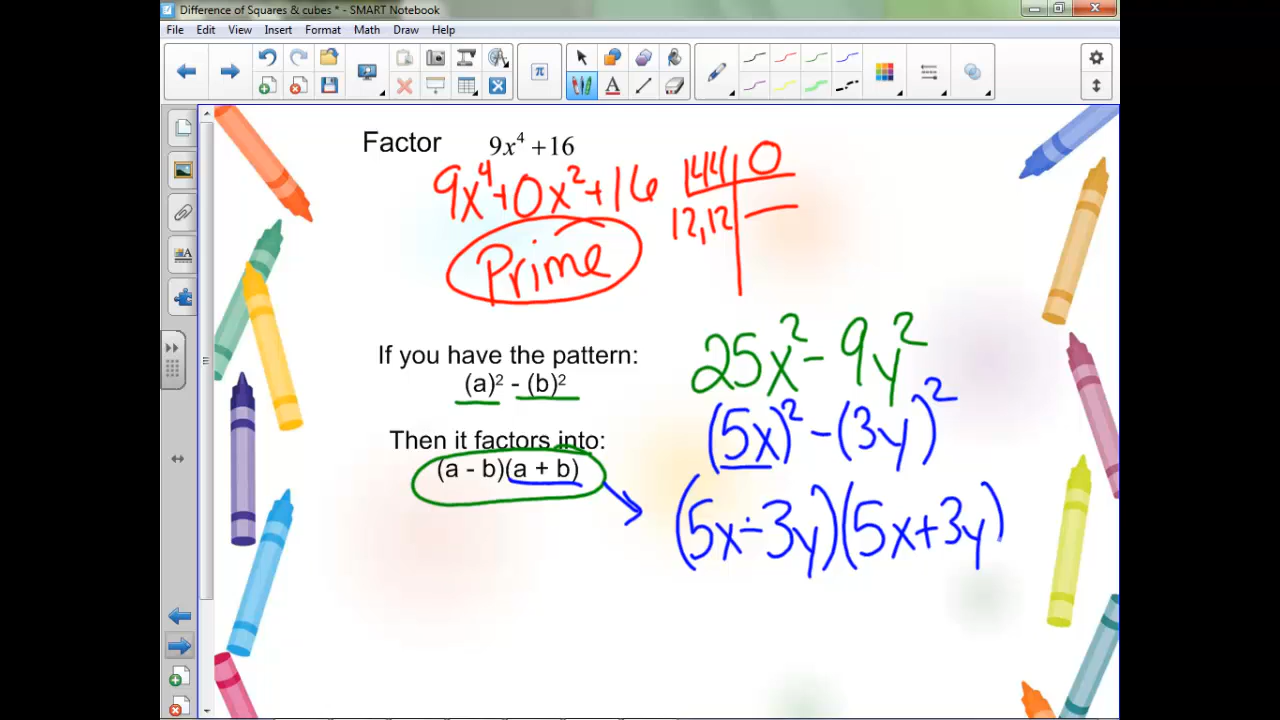 Difference of Squares & cubes * - SMART Notebook
File Edit View Insert Format Math Draw Help
Factor 9x⁴ + 16
9x⁴+0x²+16
144 0
12,12 —
Prime
If you have the pattern:
(a)² - (b)²
Then it factors into:
(a - b)(a + b)
25x² - 9y²
(5x)² - (3y)²
(5x-3y)(5x+3y)